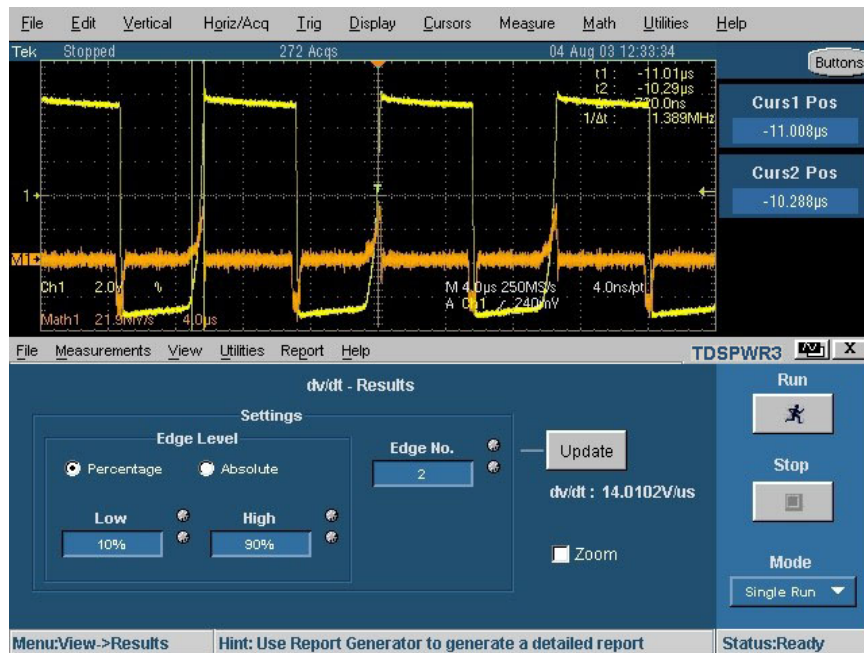 File Edit Vertical Horiz/Acq Trig Display Cursors Measure Math Utilities Help
Tek Stopped 272 Acqs 04 Aug 03 12:33:34
Buttons
t1 : -11.01µs
t2 : -10.29µs
720.0ns
1/Δt : 1.389MHz
Curs1 Pos
-11.008µs
Curs2 Pos
-10.288µs
1
M1
Ch1 2.0V
M 4.0µs 250MS/s 4.0ns/pt
A Ch1 240mV
Math1 4.0µs
File Measurements View Utilities Report Help TDSPWR3 X
dv/dt - Results
Settings
Edge Level
Percentage Absolute
Low High
10% 90%
Edge No.
2
Update
dv/dt : 14.0102V/us
Zoom
Run
Stop
Mode
Single Run
Menu:View->Results Hint: Use Report Generator to generate a detailed report Status:Ready